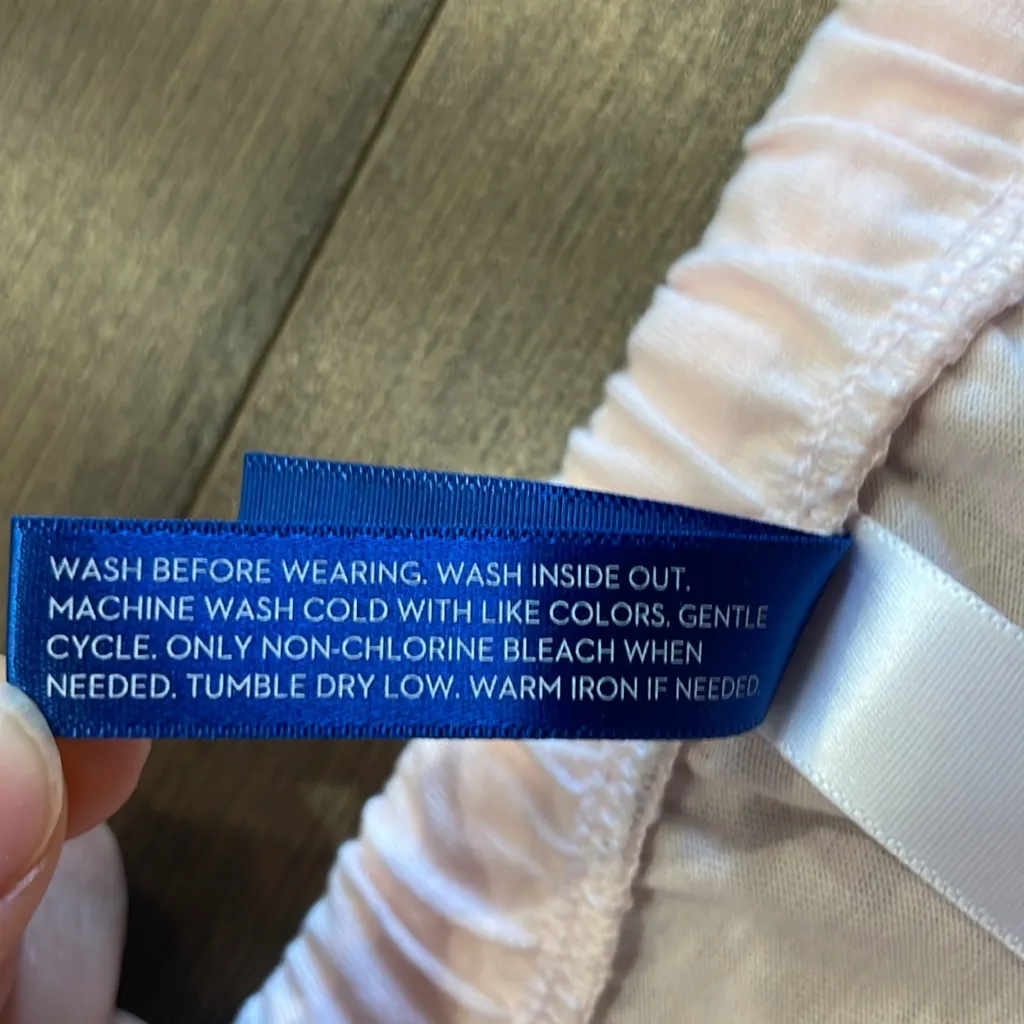 WASH BEFORE WEARING. WASH INSIDE OUT.
MACHINE WASH COLD WITH LIKE COLORS. GENTLE
CYCLE. ONLY NON-CHLORINE BLEACH WHEN
NEEDED. TUMBLE DRY LOW. WARM IRON IF NEEDED.